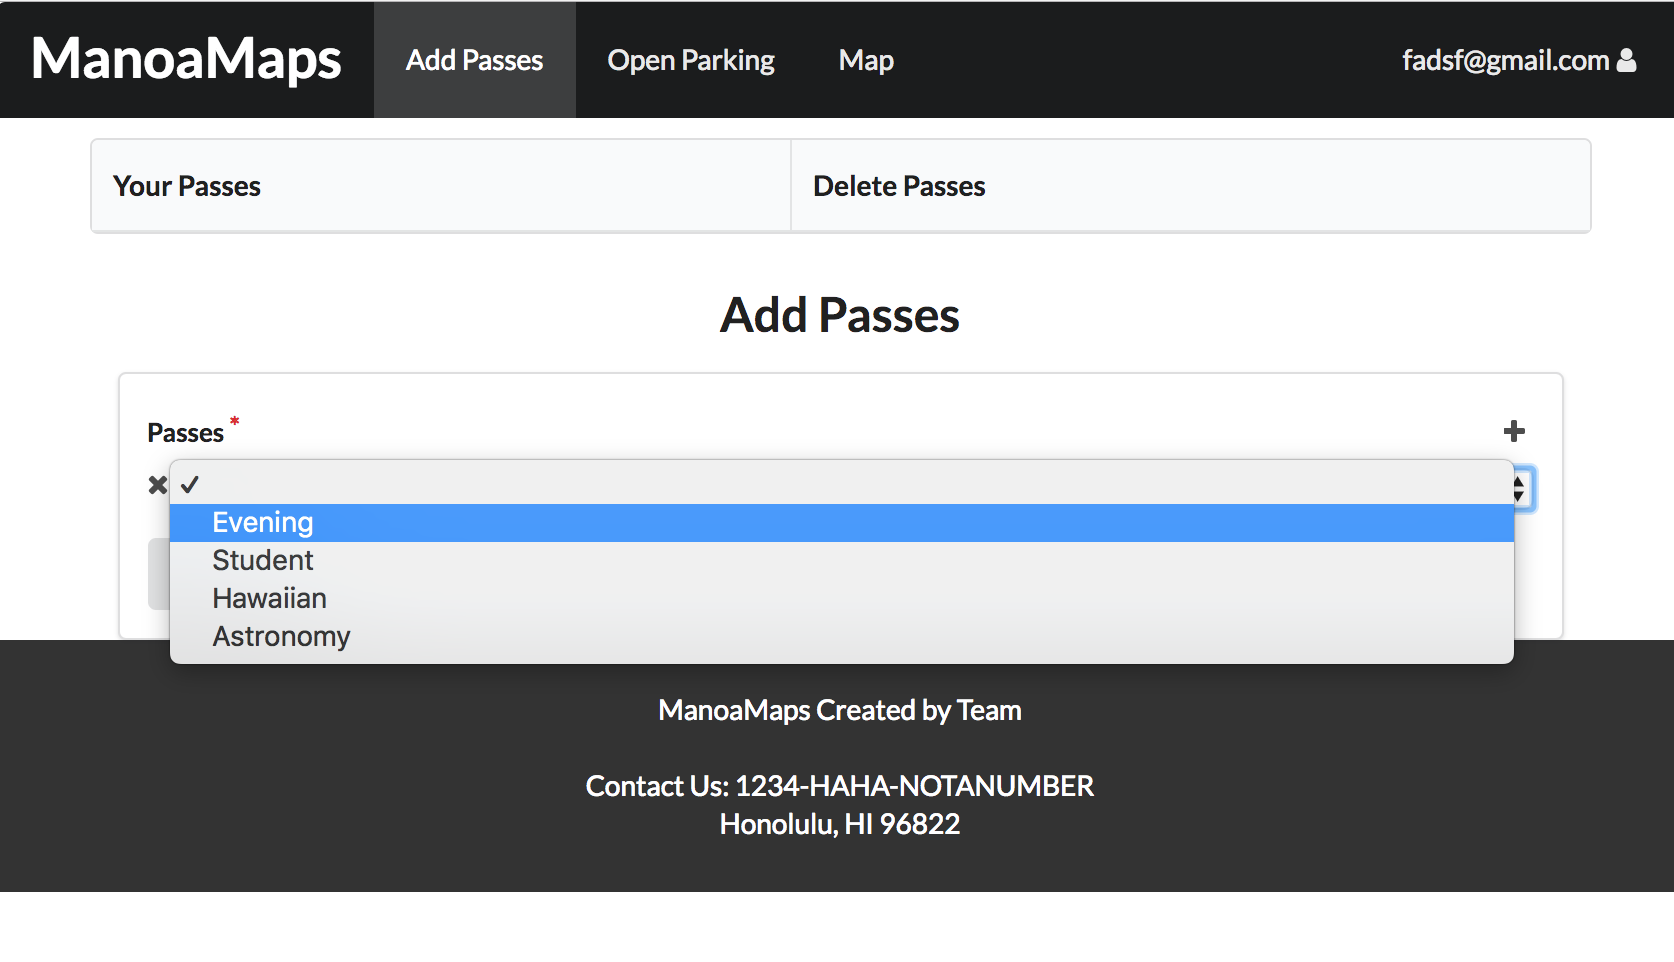 ManoaMaps
Add Passes
Open Parking
Map
fadsf@gmail.com
Your Passes
Delete Passes
Add Passes
Passes *
Evening
Student
Hawaiian
Astronomy
ManoaMaps Created by Team
Contact Us: 1234-HAHA-NOTANUMBER
Honolulu, HI 96822